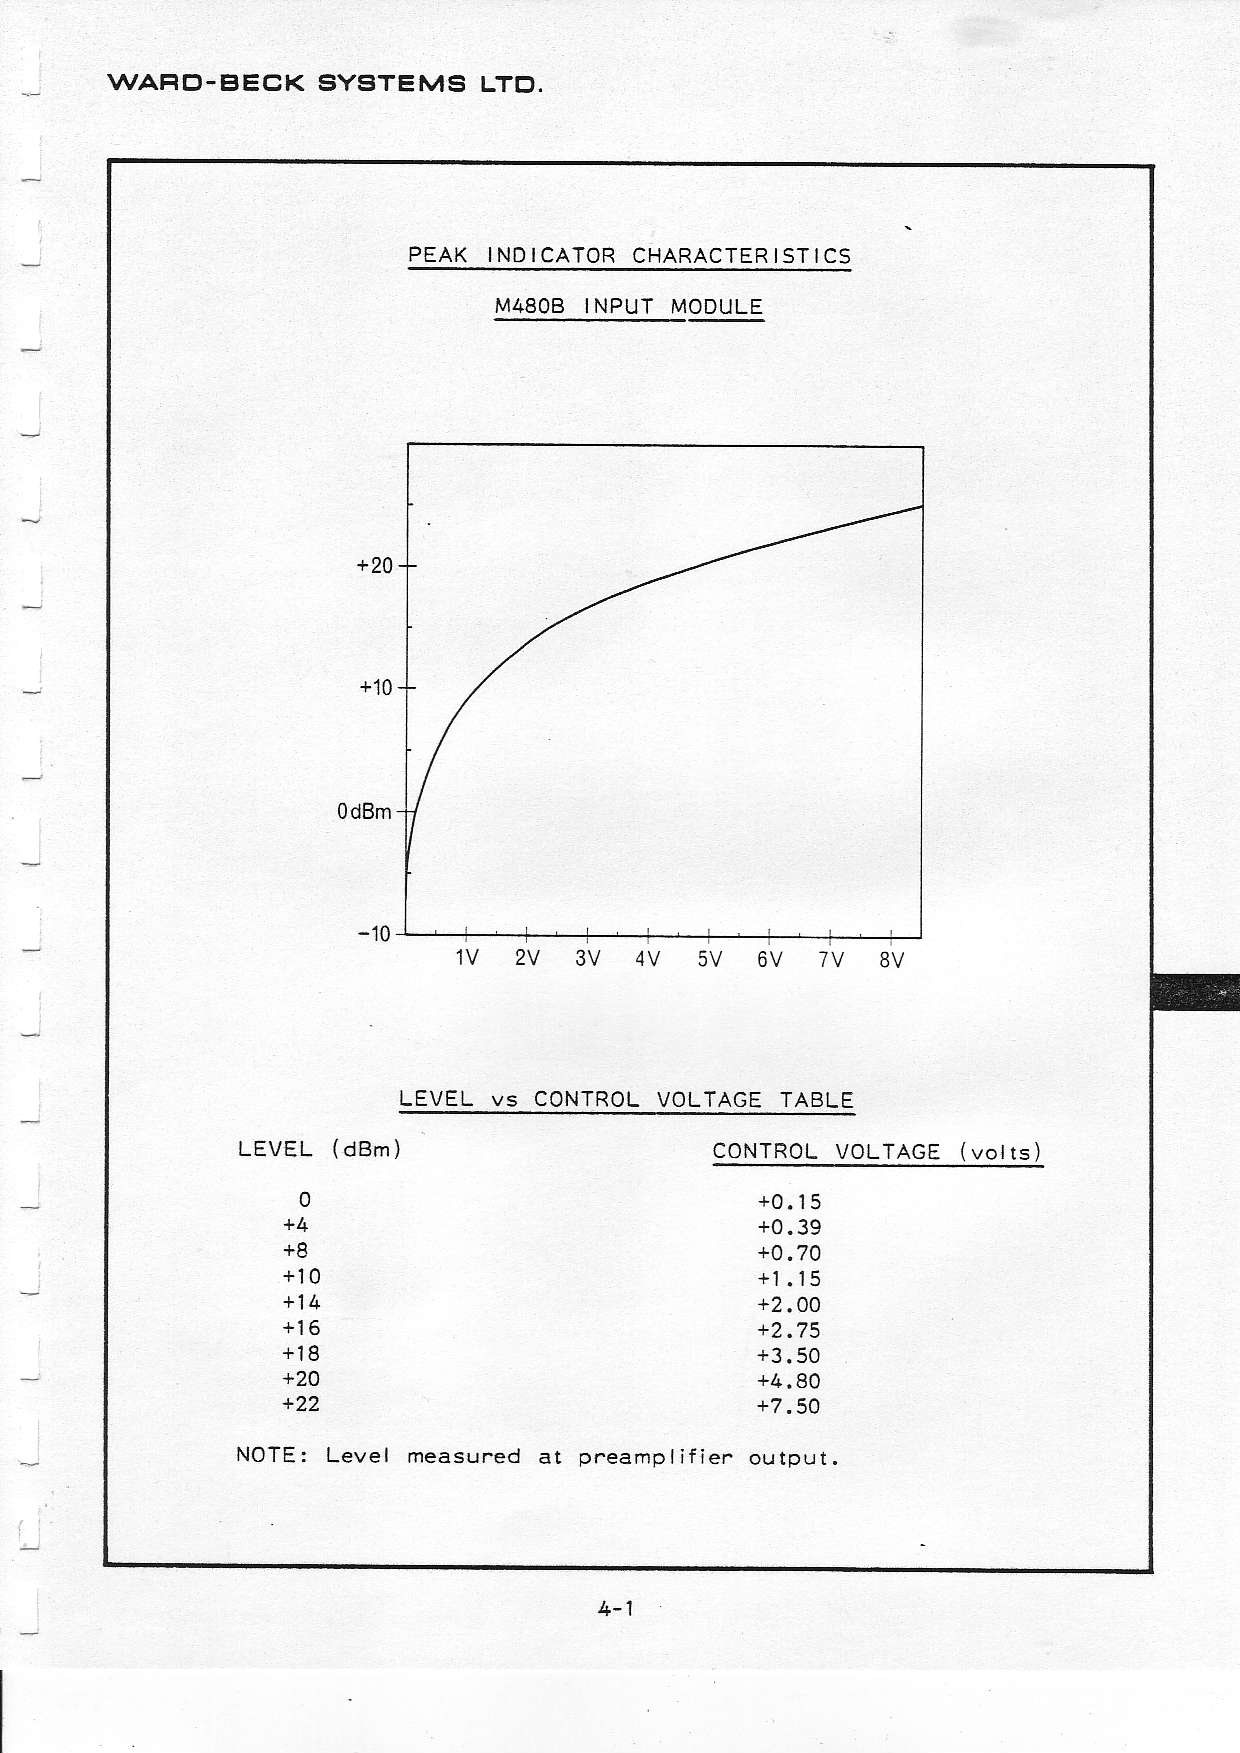 WARD-BECK SYSTEMS LTD.
PEAK INDICATOR CHARACTERISTICS
M480B INPUT MODULE
+20
+10
0dBm
-10
1V 2V 3V 4V 5V 6V 7V 8V
LEVEL vs CONTROL VOLTAGE TABLE
LEVEL (dBm) CONTROL VOLTAGE (volts)
0 +0.15
+4 +0.39
+8 +0.70
+10 +1.15
+14 +2.00
+16 +2.75
+18 +3.50
+20 +4.80
+22 +7.50
NOTE: Level measured at preamplifier output.
4-1